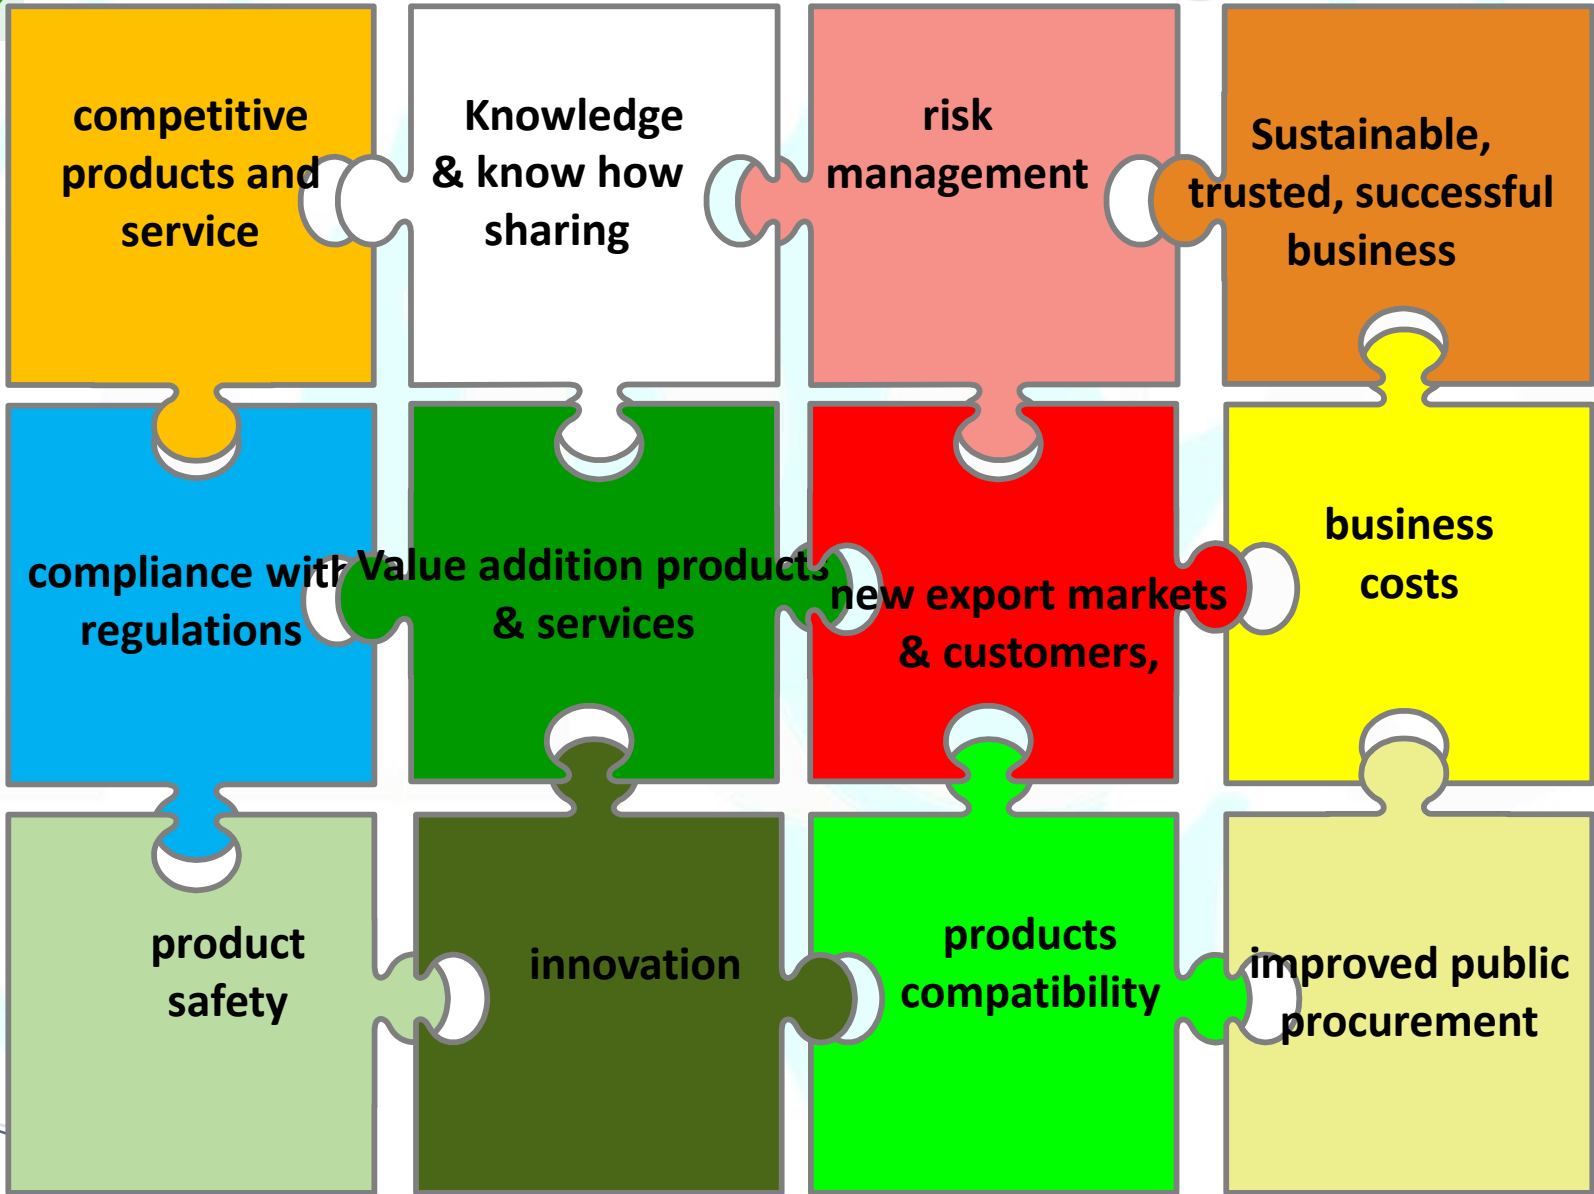 competitive
products and
service
Knowledge
& know how
sharing
risk
management
Sustainable,
trusted, successful
business
compliance with
regulations
Value addition products
& services
new export markets
& customers,
business
costs
product
safety
innovation
products
compatibility
improved public
procurement